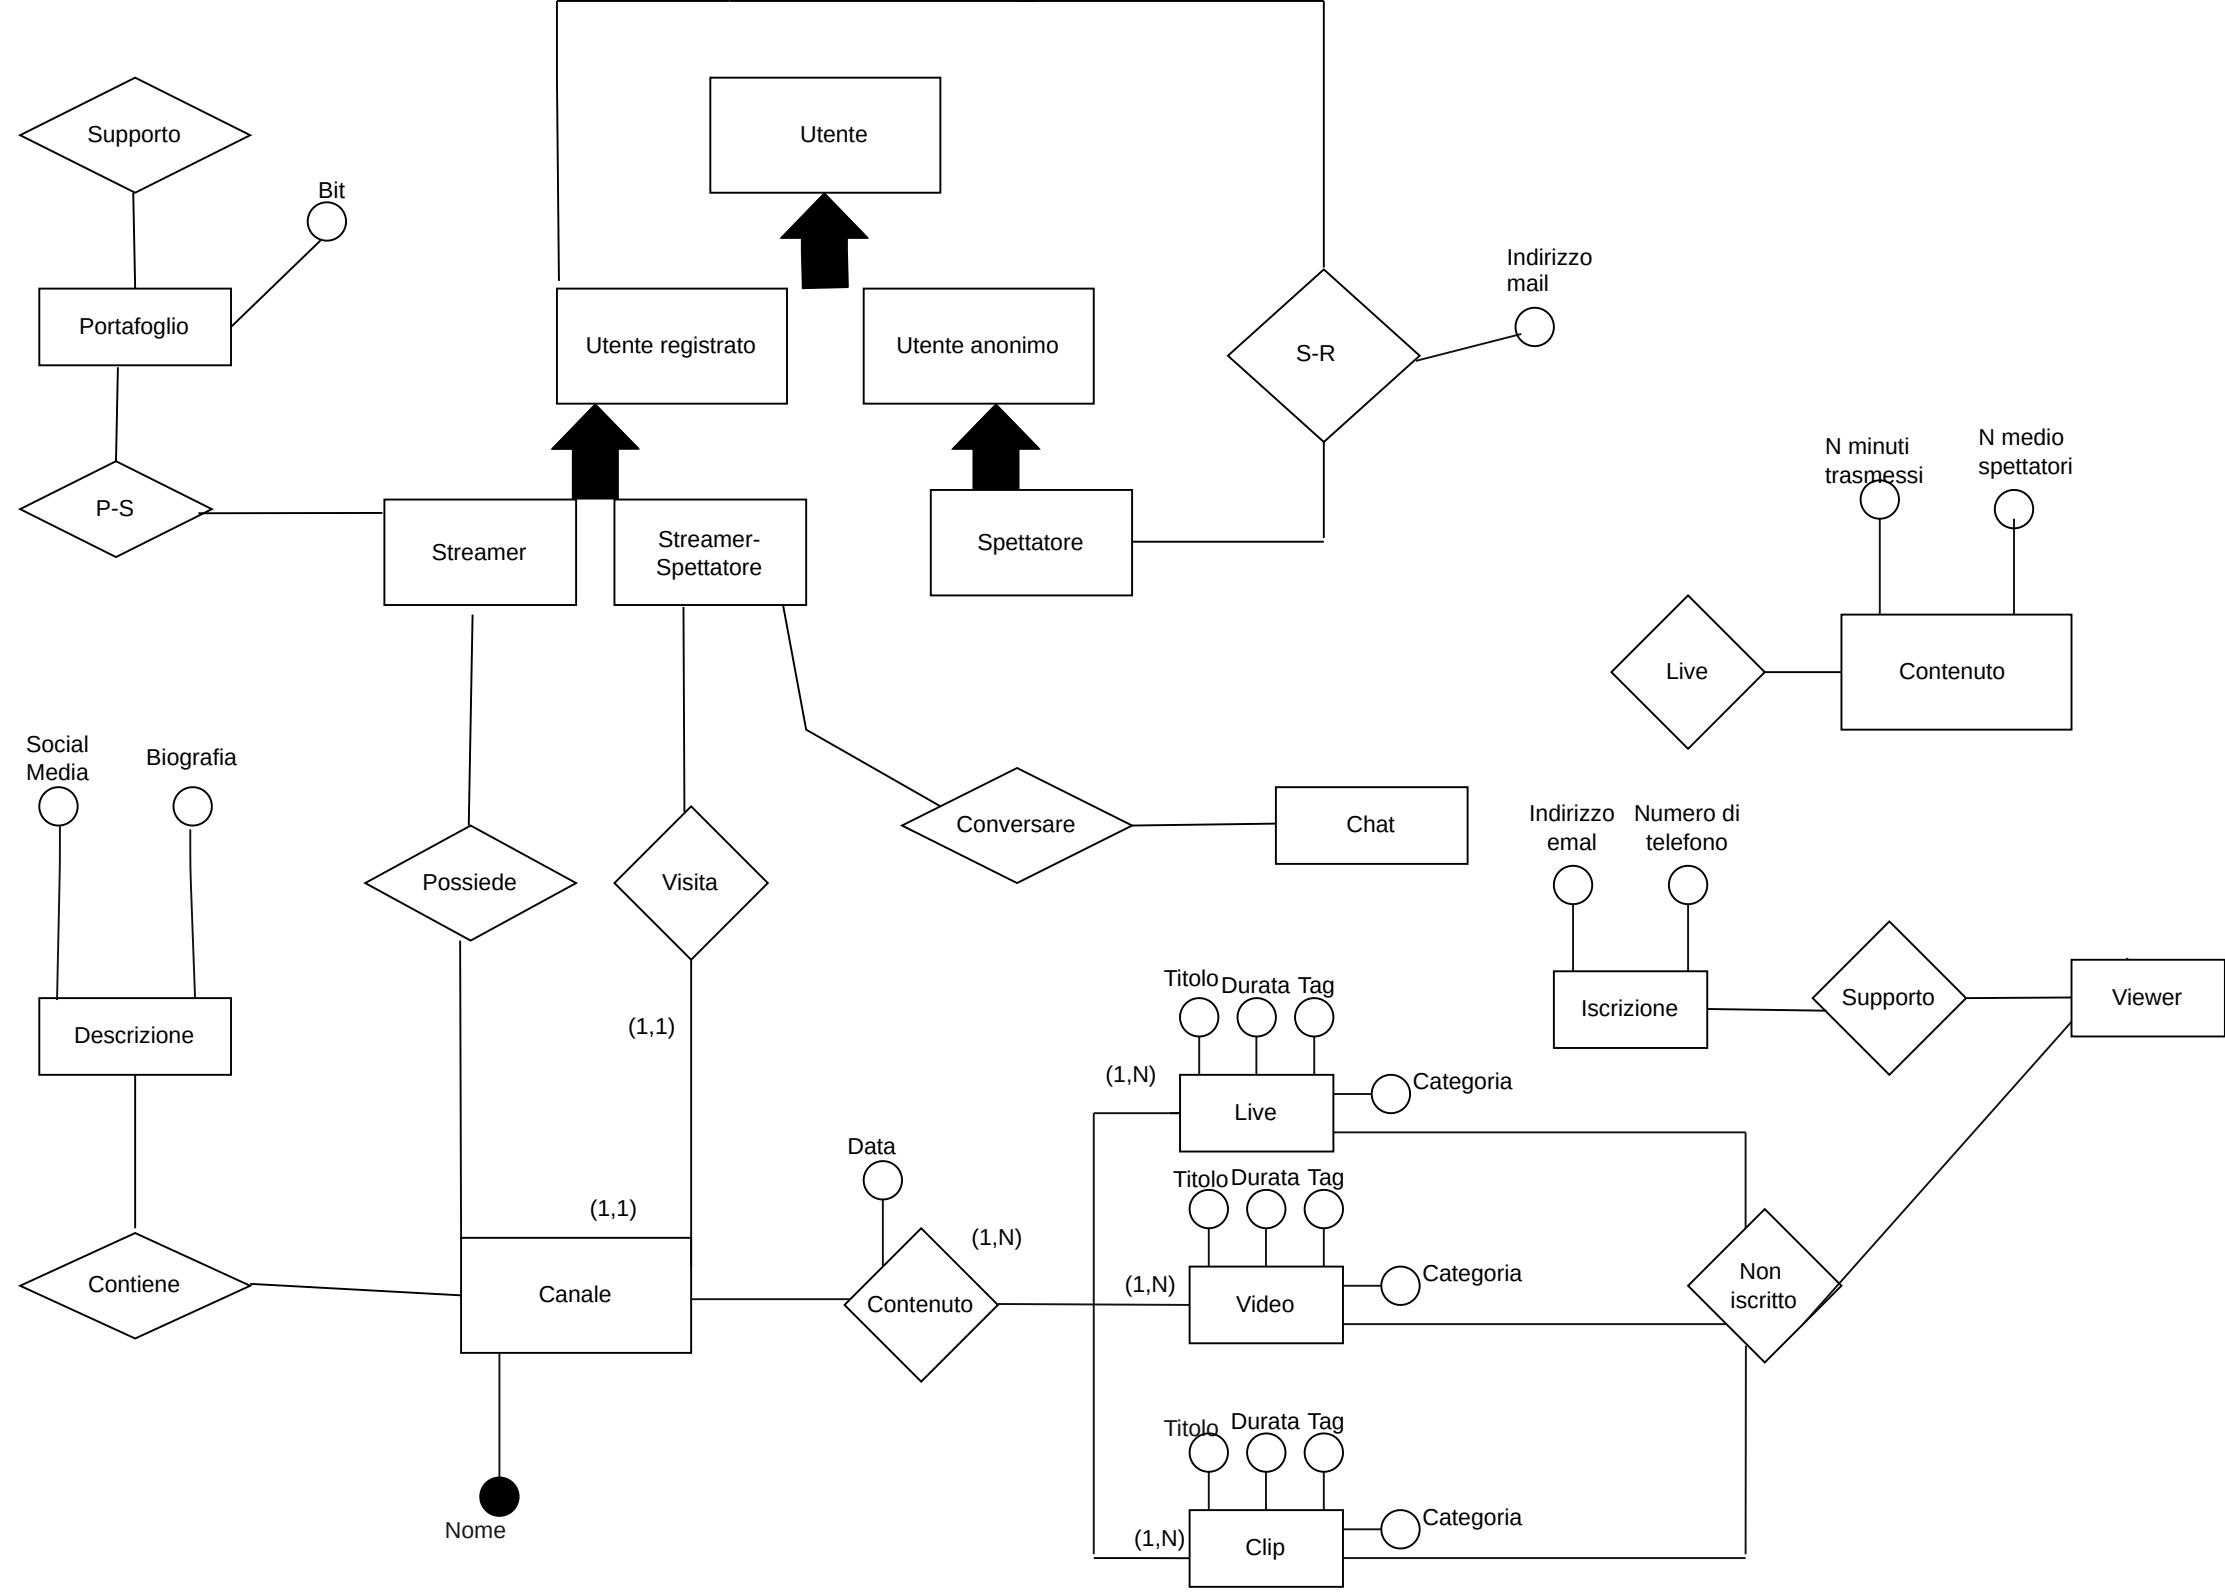 Utente
Supporto
Bit
Indirizzo
mail
Portafoglio
Utente registrato
Utente anonimo
S-R
N minuti
trasmessi
N medio
spettatori
P-S
Streamer
Streamer-
Spettatore
Spettatore
Live
Contenuto
Social
Media
Biografia
Conversare
Chat
Indirizzo
emal
Numero di
telefono
Possiede
Visita
Titolo
Durata
Tag
Iscrizione
Supporto
Viewer
Descrizione
(1,1)
(1,N)
Categoria
Live
Data
Titolo
Durata
Tag
(1,1)
(1,N)
Contiene
Canale
Contenuto
(1,N)
Video
Categoria
Non
iscritto
Titolo
Durata
Tag
Nome
(1,N)
Clip
Categoria